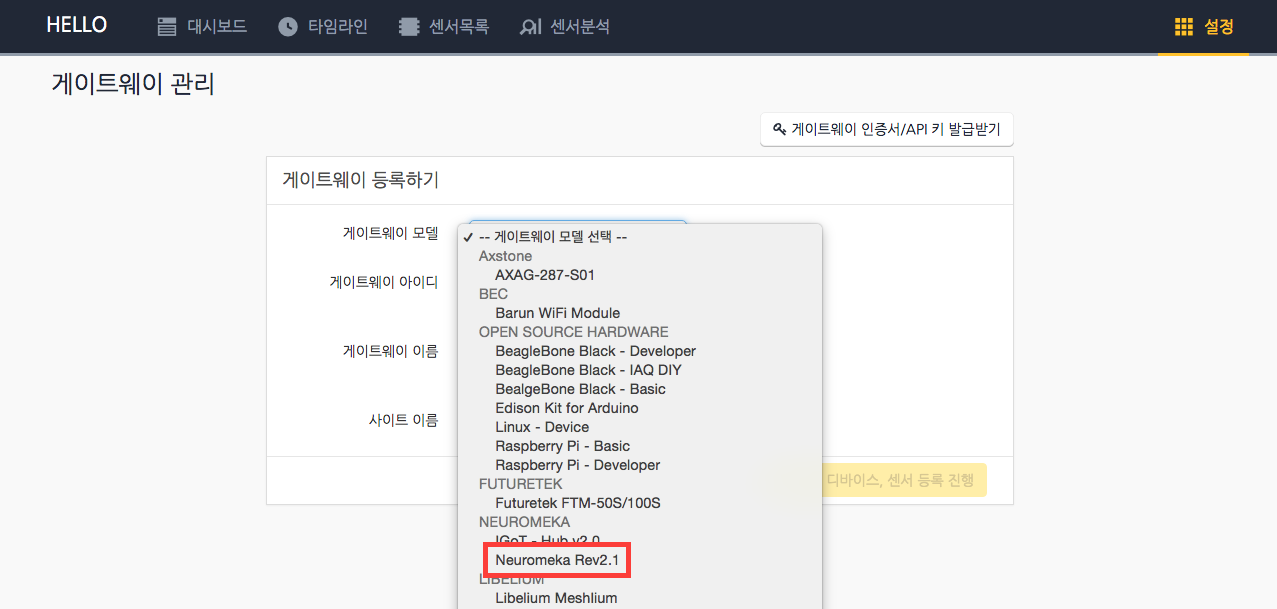 HELLO 대시보드 타임라인 센서목록 센서분석 설정
게이트웨이 관리
게이트웨이 인증서/API 키 발급받기
게이트웨이 등록하기
게이트웨이 모델
게이트웨이 아이디
게이트웨이 이름
사이트 이름
✓ -- 게이트웨이 모델 선택 --
Axstone
AXAG-287-S01
BEC
Barun WiFi Module
OPEN SOURCE HARDWARE
BeagleBone Black - Developer
BeagleBone Black - IAQ DIY
BealgeBone Black - Basic
Edison Kit for Arduino
Linux - Device
Raspberry Pi - Basic
Raspberry Pi - Developer
FUTURETEK
Futuretek FTM-50S/100S
NEUROMEKA
IGoT - Hub v2.0
Neuromeka Rev2.1
LIBELIUM
Libelium Meshlium
디바이스, 센서 등록 진행